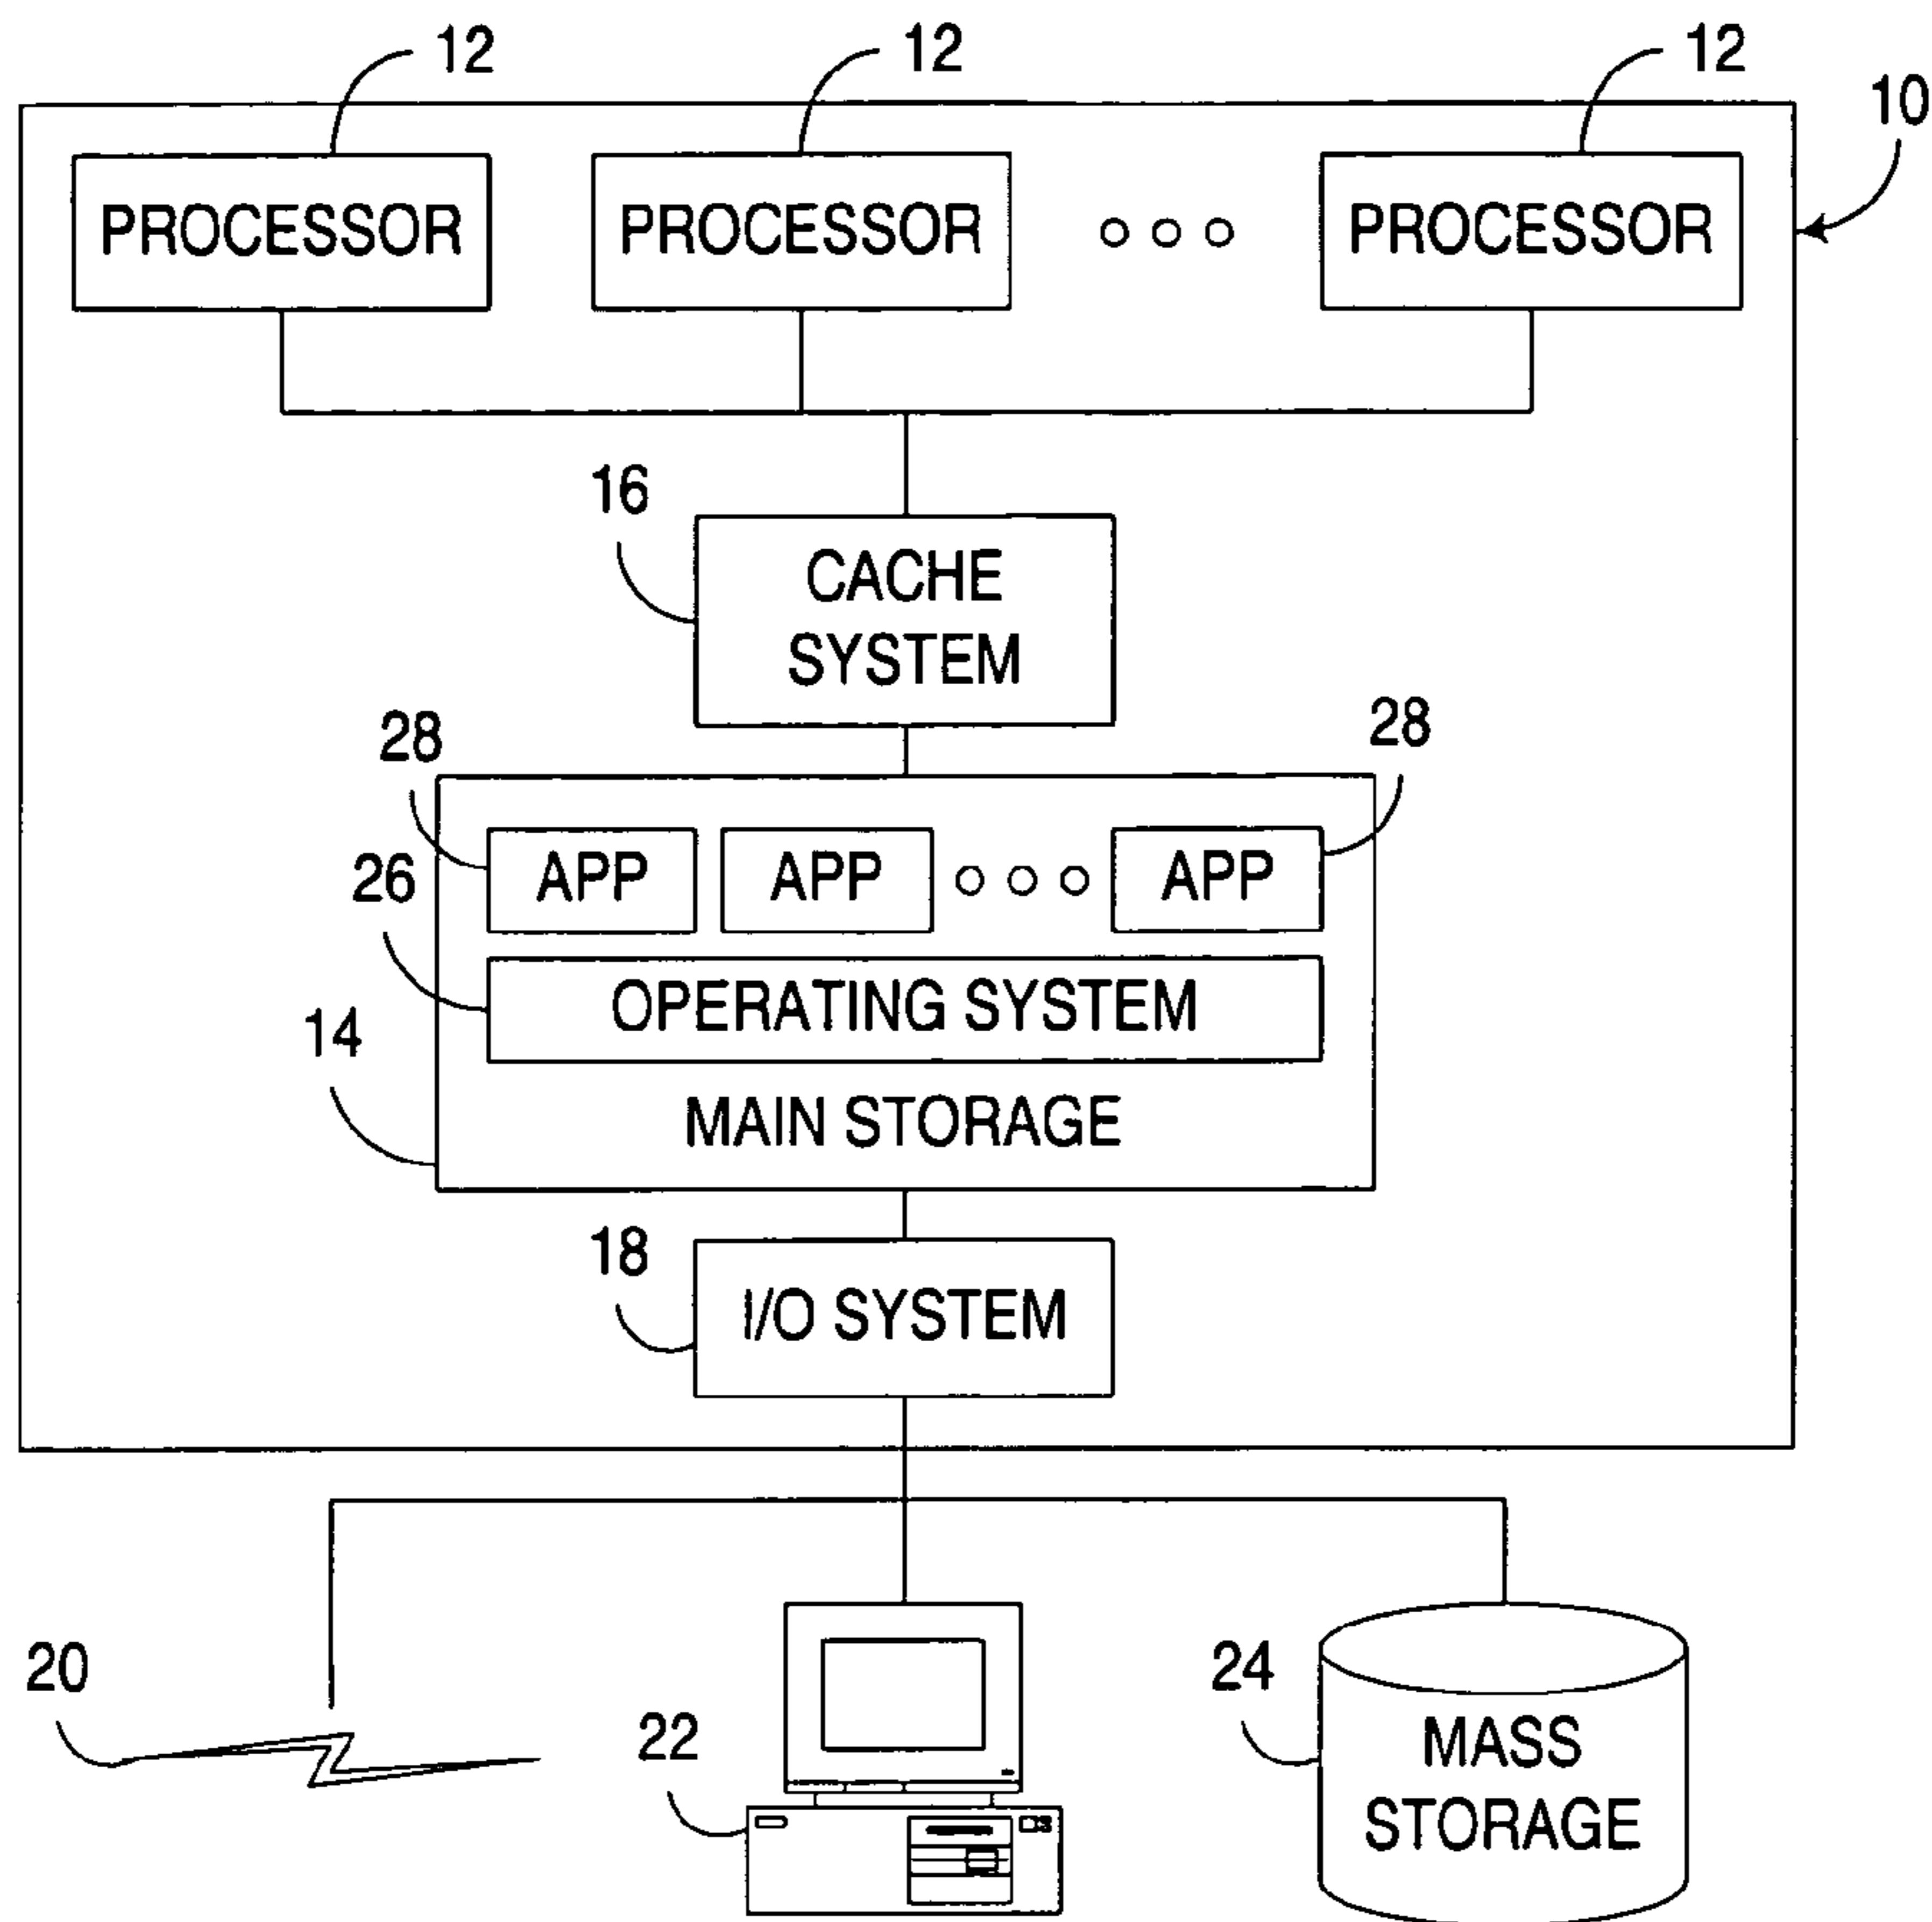 12
12
12
10
PROCESSOR
PROCESSOR
PROCESSOR
16
CACHE
SYSTEM
28
28
APP
APP
APP
26
OPERATING SYSTEM
14
MAIN STORAGE
18
I/O SYSTEM
20
22
24
MASS
STORAGE